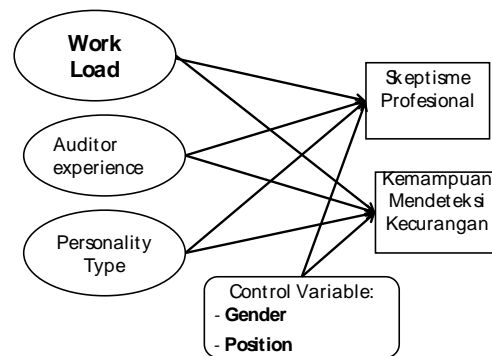 Work
Load
Skeptisme
Profesional
Auditor
experience
Kemampuan
Mendeteksi
Kecurangan
Personality
Type
Control Variable:
- Gender
- Position